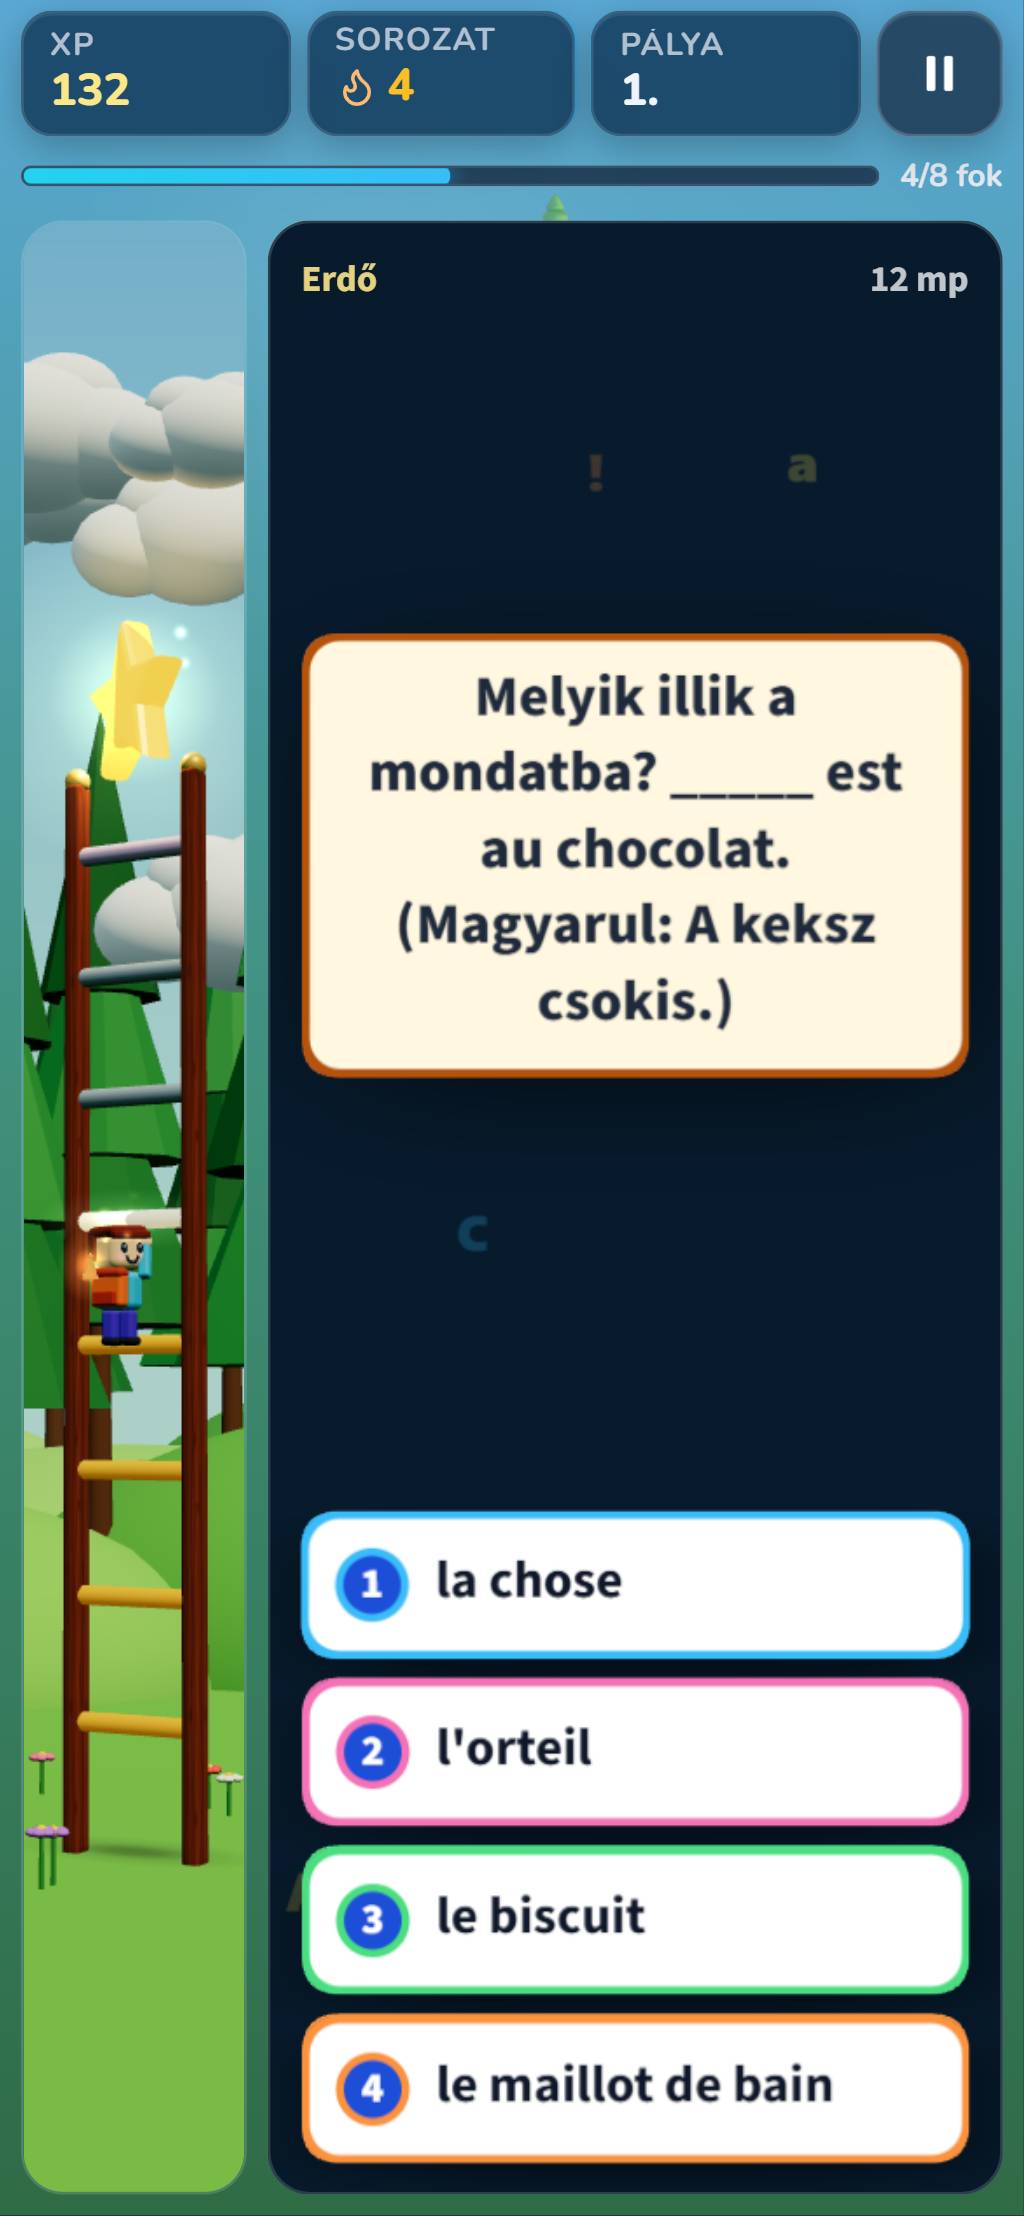 XP
132
SOROZAT
4
PÁLYA
1.
4/8 fok
Erdő
12 mp
!
a
Melyik illik a
mondatba? _____ est
au chocolat.
(Magyarul: A keksz
csokis.)
c
1 la chose
2 l'orteil
3 le biscuit
4 le maillot de bain